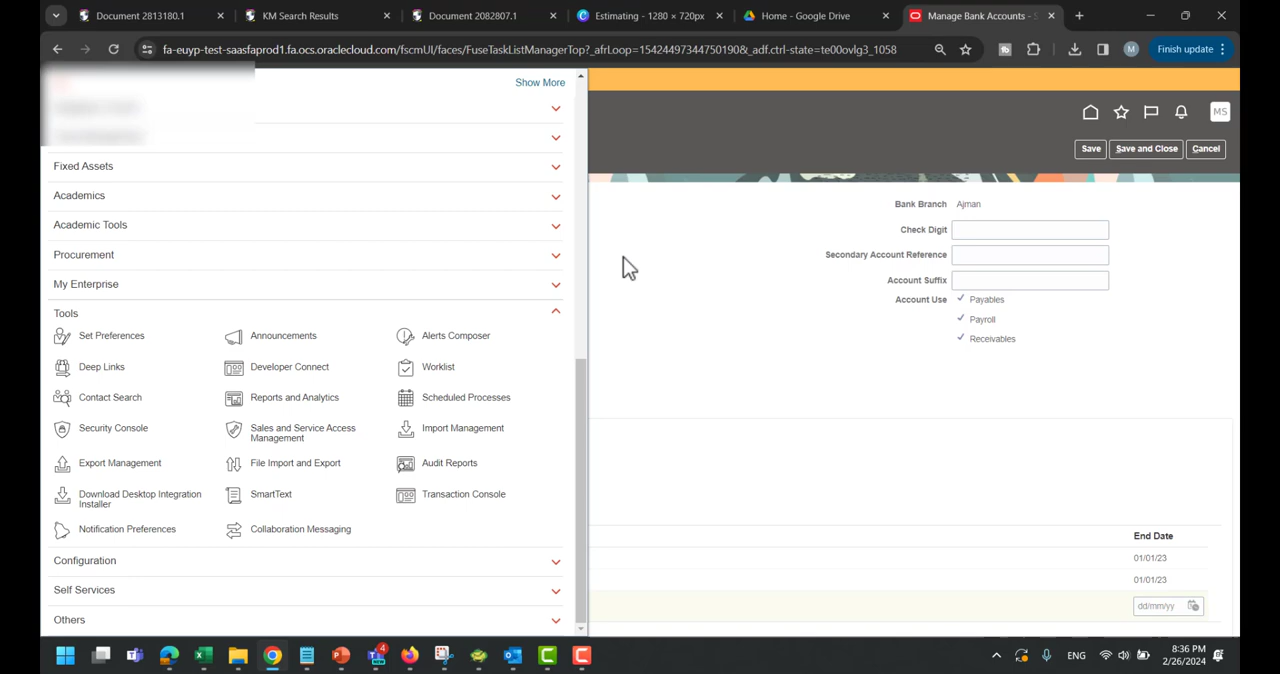 Document 2813180.1
KM Search Results
Document 2082807.1
Estimating - 1280 × 720px
Home - Google Drive
Manage Bank Accounts - S
fa-euyp-test-saasfaprod1.fa.ocs.oraclecloud.com/fscmUI/faces/FuseTaskListManagerTop?_afrLoop=154244973447501908&_adf.ctrl-state=te00ovlg3_1058
M
Finish update
Show More
MS
Save
Save and Close
Cancel
Fixed Assets
Academics
Academic Tools
Procurement
My Enterprise
Tools
Set Preferences
Announcements
Alerts Composer
Deep Links
Developer Connect
Worklist
Contact Search
Reports and Analytics
Scheduled Processes
Security Console
Sales and Service Access
Management
Import Management
Export Management
File Import and Export
Audit Reports
Download Desktop Integration
Installer
SmartText
Transaction Console
Notification Preferences
Collaboration Messaging
Configuration
Self Services
Others
Bank Branch Ajman
Check Digit
Secondary Account Reference
Account Suffix
Account Use Payables
Payroll
Receivables
End Date
01/01/23
01/01/23
dd/mm/yy
4
ENG
8:36 PM
2/26/2024